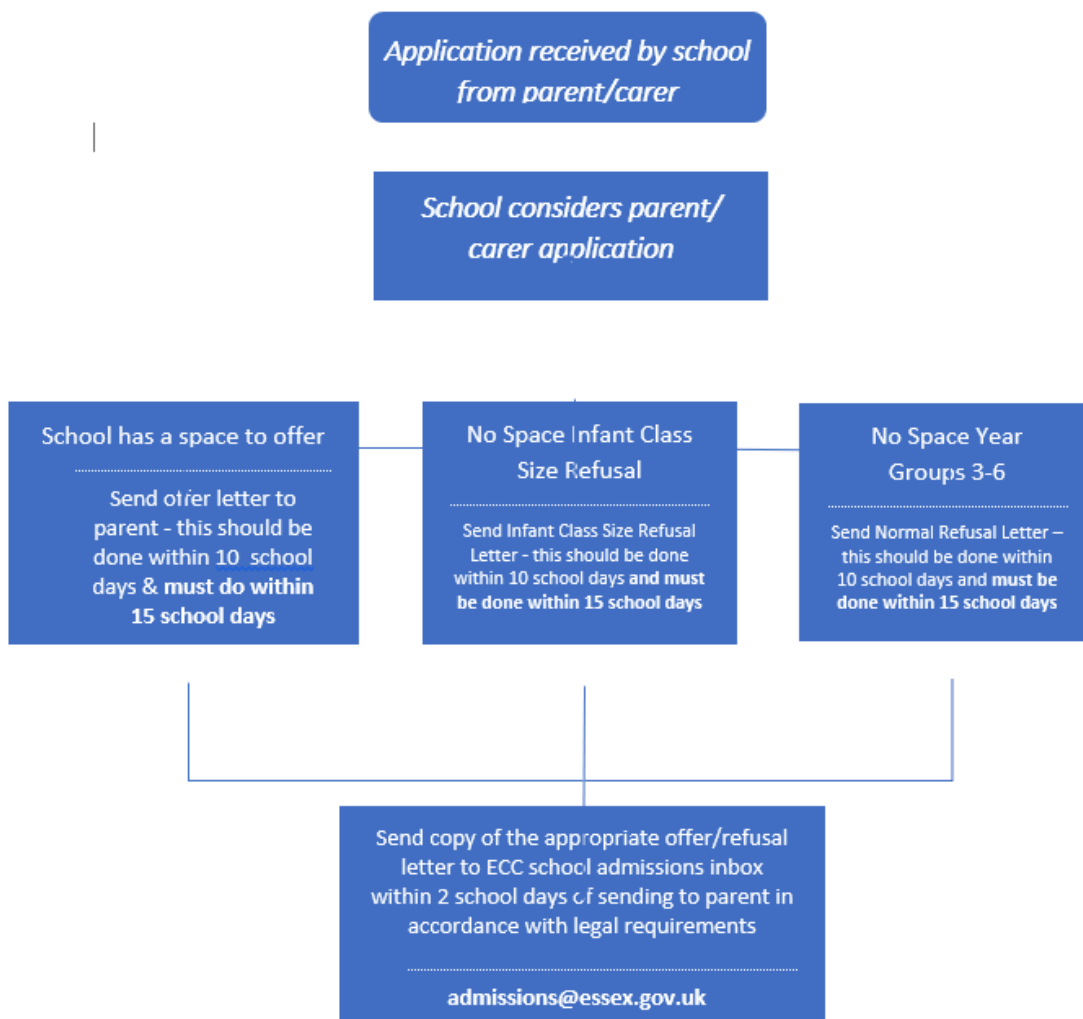 Application received by school
from parent/carer
School considers parent/
carer application
School has a space to offer
Send offer letter to
parent - this should be
done within 10 school
days & must do within
15 school days
No Space Infant Class
Size Refusal
Send Infant Class Size Refusal
Letter - this should be done
within 10 school days and must
be done within 15 school days
No Space Year
Groups 3-6
Send Normal Refusal Letter –
this should be done within
10 school days and must be
done within 15 school days
Send copy of the appropriate offer/refusal
letter to ECC school admissions inbox
within 2 school days of sending to parent in
accordance with legal requirements
admissions@essex.gov.uk